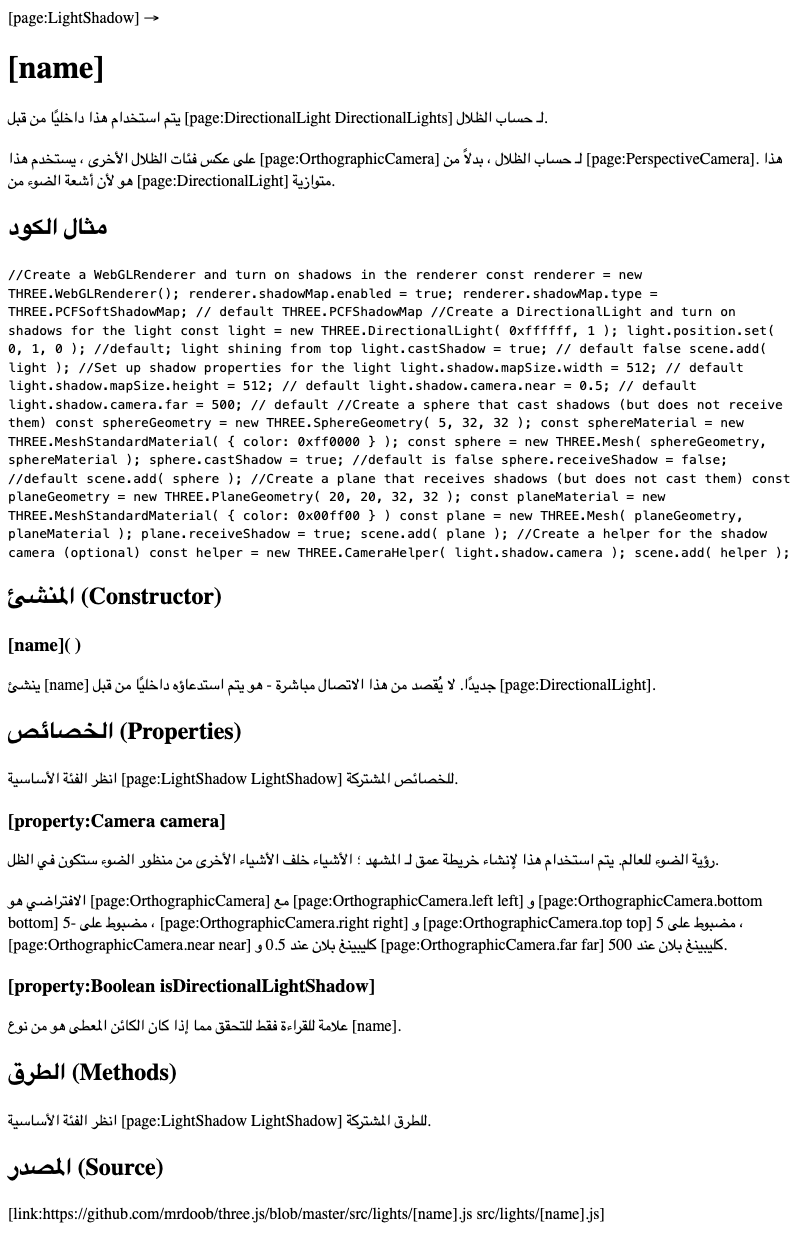 [page:LightShadow] →
[name]
يتم استخدام هذا داخليًا من قبل [page:DirectionalLight DirectionalLights] لـ حساب الظلال.
على عكس فئات الظلال الأخرى ، يستخدم هذا [page:OrthographicCamera] لـ حساب الظلال ، بدلاً من [page:PerspectiveCamera]. هذا
هو لأن أشعة الضوء من [page:DirectionalLight] متوازية.
مثال الكود
//Create a WebGLRenderer and turn on shadows in the renderer const renderer = new
THREE.WebGLRenderer(); renderer.shadowMap.enabled = true; renderer.shadowMap.type =
THREE.PCFSoftShadowMap; // default THREE.PCFShadowMap //Create a DirectionalLight and turn on
shadows for the light const light = new THREE.DirectionalLight( 0xffffff, 1 ); light.position.set(
0, 1, 0 ); //default; light shining from top light.castShadow = true; // default false scene.add(
light ); //Set up shadow properties for the light light.shadow.mapSize.width = 512; // default
light.shadow.mapSize.height = 512; // default light.shadow.camera.near = 0.5; // default
light.shadow.camera.far = 500; // default //Create a sphere that cast shadows (but does not receive
them) const sphereGeometry = new THREE.SphereGeometry( 5, 32, 32 ); const sphereMaterial = new
THREE.MeshStandardMaterial( { color: 0xff0000 } ); const sphere = new THREE.Mesh( sphereGeometry,
sphereMaterial ); sphere.castShadow = true; //default is false sphere.receiveShadow = false;
//default scene.add( sphere ); //Create a plane that receives shadows (but does not cast them) const
planeGeometry = new THREE.PlaneGeometry( 20, 20, 32, 32 ); const planeMaterial = new
THREE.MeshStandardMaterial( { color: 0x00ff00 } ) const plane = new THREE.Mesh( planeGeometry,
planeMaterial ); plane.receiveShadow = true; scene.add( plane ); //Create a helper for the shadow
camera (optional) const helper = new THREE.CameraHelper( light.shadow.camera ); scene.add( helper );
المنشئ (Constructor)
[name]( )
ينشئ [name] جديدًا. لا يُقصد من هذا الاتصال مباشرة - هو يتم استدعاؤه داخليًا من قبل [page:DirectionalLight].
الخصائص (Properties)
انظر الفئة الأساسية [page:LightShadow LightShadow] للخصائص المشتركة.
[property:Camera camera]
رؤية الضوء للعالم. يتم استخدام هذا لإنشاء خريطة عمق لـ المشهد ؛ الأشياء خلف الأشياء الأخرى من منظور الضوء ستكون في الظل.
الافتراضي هو [page:OrthographicCamera] مع [page:OrthographicCamera.left left] و [page:OrthographicCamera.bottom
bottom] مضبوط على -5 ، [page:OrthographicCamera.right right] و [page:OrthographicCamera.top top] مضبوط على 5 ،
[page:OrthographicCamera.near near] كليبينغ بلان عند 0.5 و [page:OrthographicCamera.far far] كليبينغ بلان عند 500.
[property:Boolean isDirectionalLightShadow]
علامة للقراءة فقط للتحقق مما إذا كان الكائن المعطى هو من نوع [name].
الطرق (Methods)
انظر الفئة الأساسية [page:LightShadow LightShadow] للطرق المشتركة.
المصدر (Source)
[link:https://github.com/mrdoob/three.js/blob/master/src/lights/[name].js src/lights/[name].js]